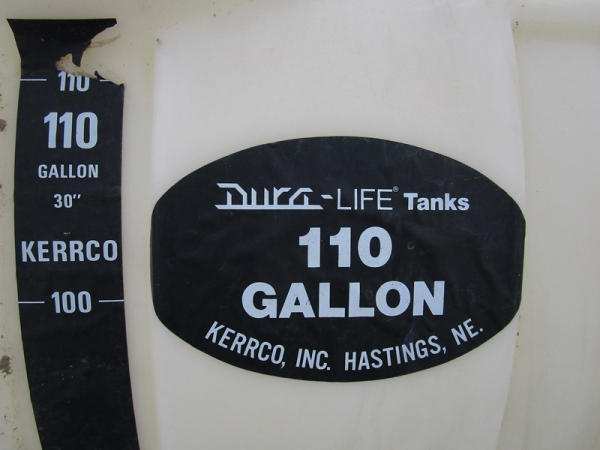 110
110
GALLON
30"
KERRCO
100
Dura-LIFE® Tanks
110
GALLON
KERRCO, INC. HASTINGS, NE.